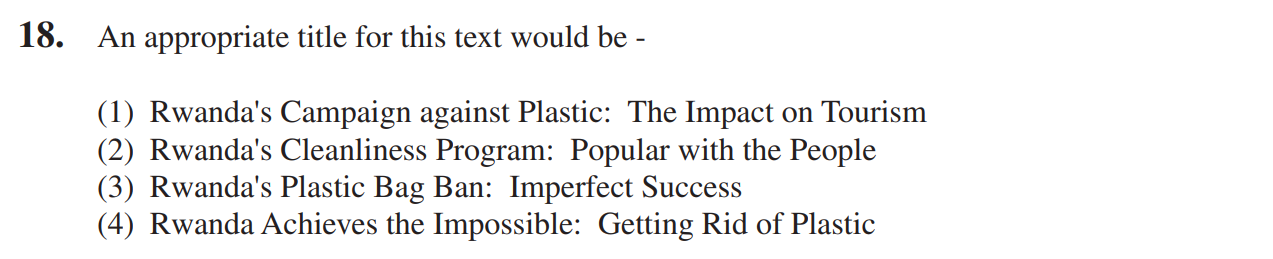 18. An appropriate title for this text would be -
(1) Rwanda's Campaign against Plastic: The Impact on Tourism
(2) Rwanda's Cleanliness Program: Popular with the People
(3) Rwanda's Plastic Bag Ban: Imperfect Success
(4) Rwanda Achieves the Impossible: Getting Rid of Plastic